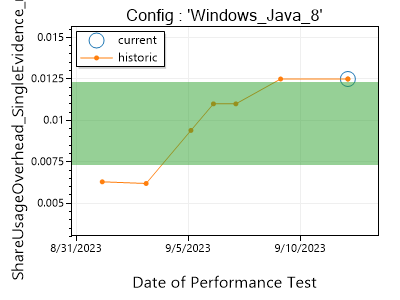 Config : 'Windows_Java_8'
ShareUsageOverhead_SingleEvidence_
current
historic
0.015
0.0125
0.01
0.0075
0.005
8/31/2023
9/5/2023
9/10/2023
Date of Performance Test